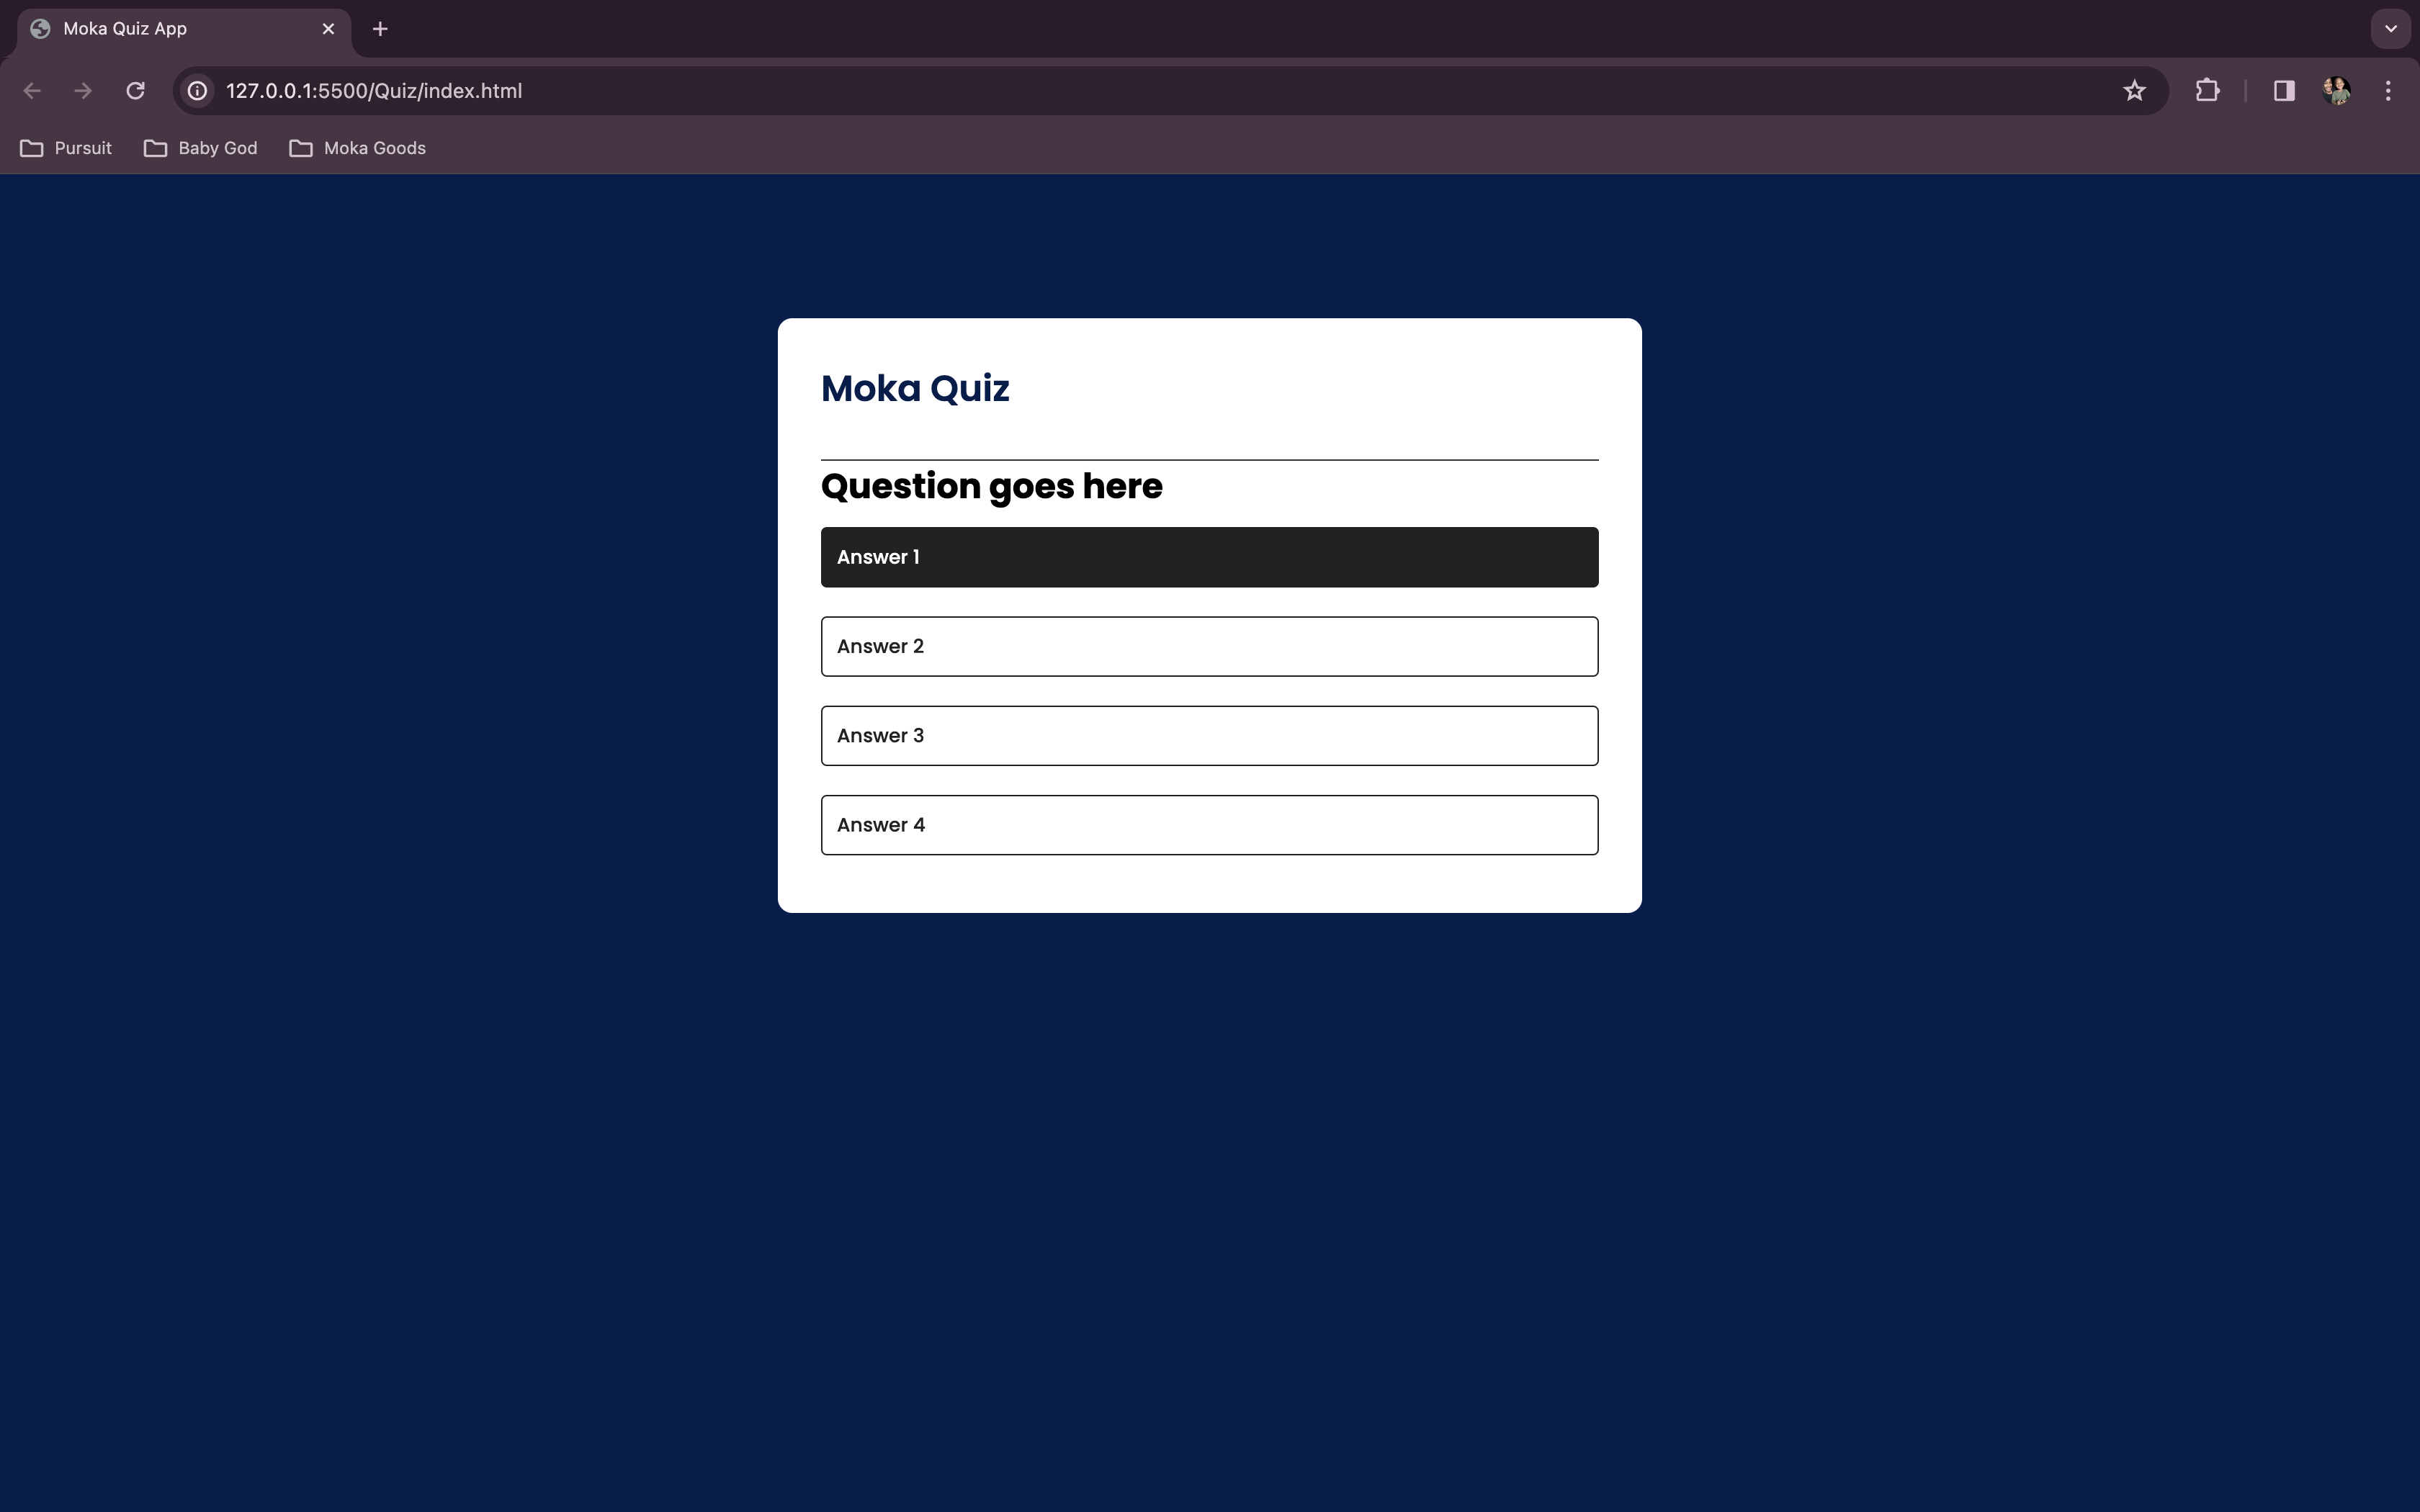 Moka Quiz App
127.0.0.1:5500/Quiz/index.html
Pursuit Baby God Moka Goods
Moka Quiz
Question goes here
Answer 1
Answer 2
Answer 3
Answer 4